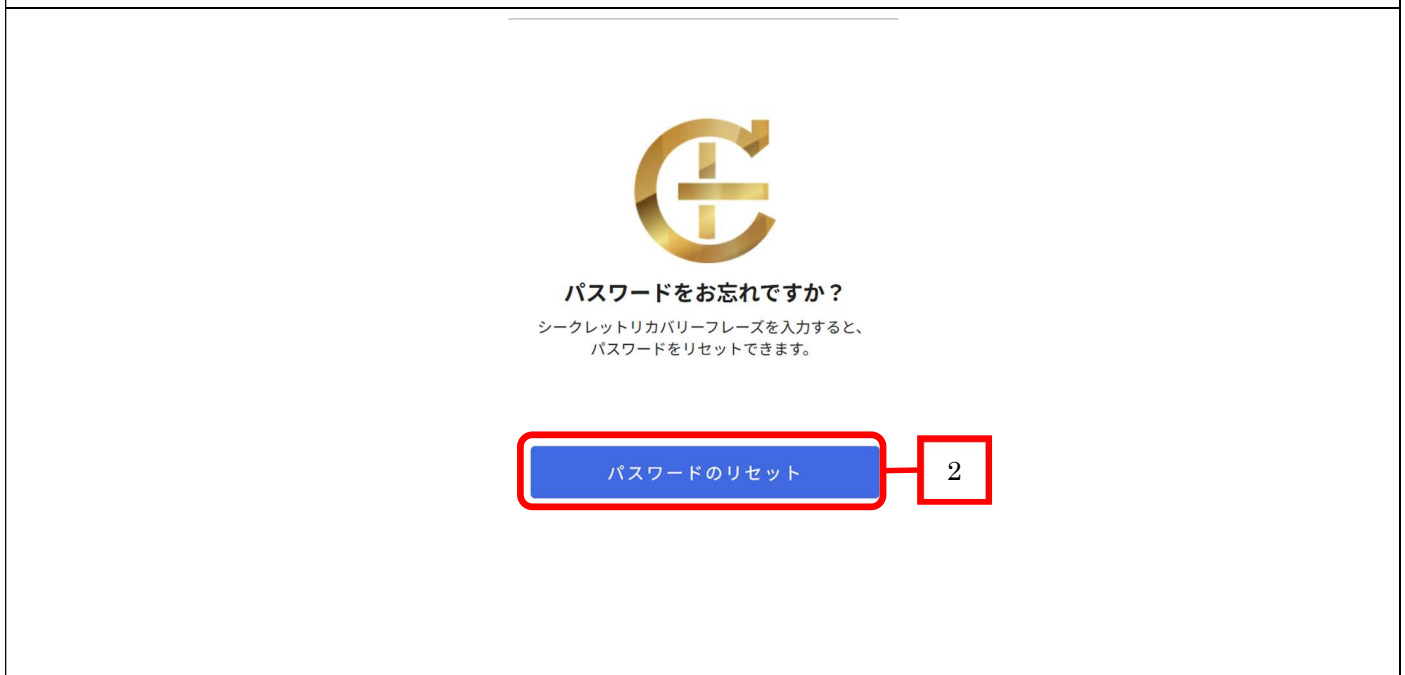 パスワードをお忘れですか？
シークレットリカバリーフレーズを入力すると、
パスワードをリセットできます。
パスワードのリセット
2